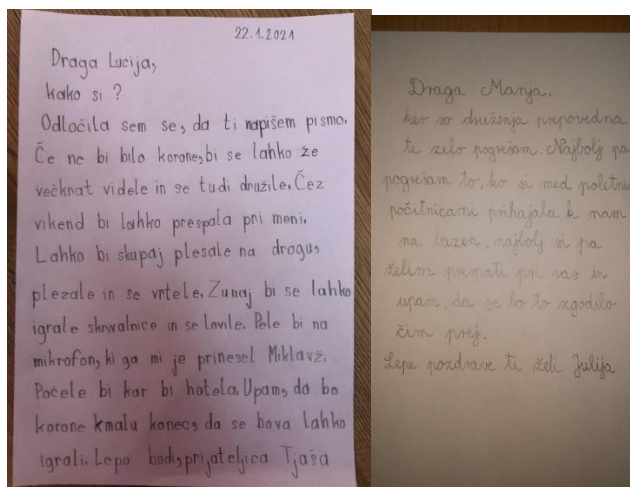 22.1.2021
Draga Lucija,
kako si?
Odločila sem se, da ti napišem pismo.
Če ne bi bilo korone, bi se lahko že
večkrat videle in se tudi družile. Čez
vikend bi lahko prespala pri meni.
Lahko bi skupaj plesale na drogu,
plezale in se vrtele. Zunaj bi se lahko
igrale skrivalnice in se lovile. Pele bi na
mikrofon, ki ga mi je prinesel Miklavž.
Počele bi kar bi hotela. Upam, da bo
korone kmalu konec, da se bova lahko
igrali. Lepo bodi, prijateljica Tjaša
Draga Manja,
ker so druženja prepovedna
te zelo pogrešam. Najbolj pa
pogrešam to, ko si med poletni
počitnicami prihajala k nam
na bazen, najbolj si pa
želim prespati pri vas in
upam, da se bo to zgodilo
čim prej.
Lepe pozdrave ti želi Julija